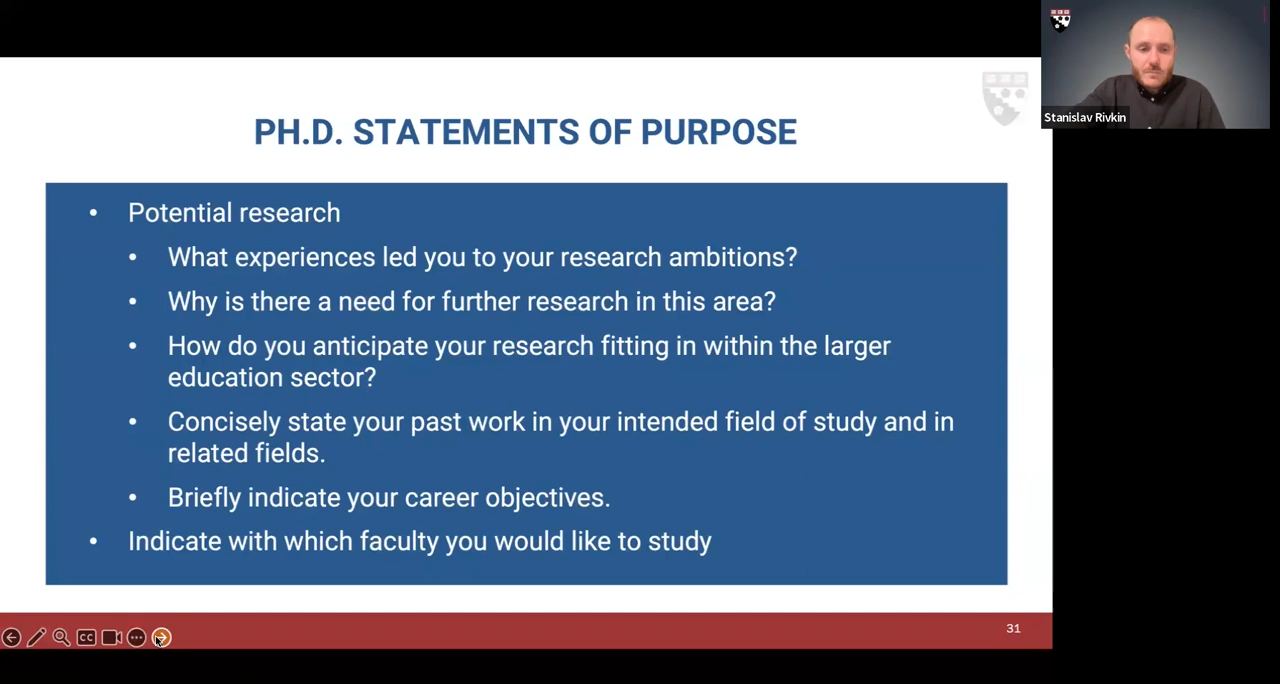 Stanislav Rivkin
PH.D. STATEMENTS OF PURPOSE
• Potential research
• What experiences led you to your research ambitions?
• Why is there a need for further research in this area?
• How do you anticipate your research fitting in within the larger
education sector?
• Concisely state your past work in your intended field of study and in
related fields.
• Briefly indicate your career objectives.
• Indicate with which faculty you would like to study
CC
31